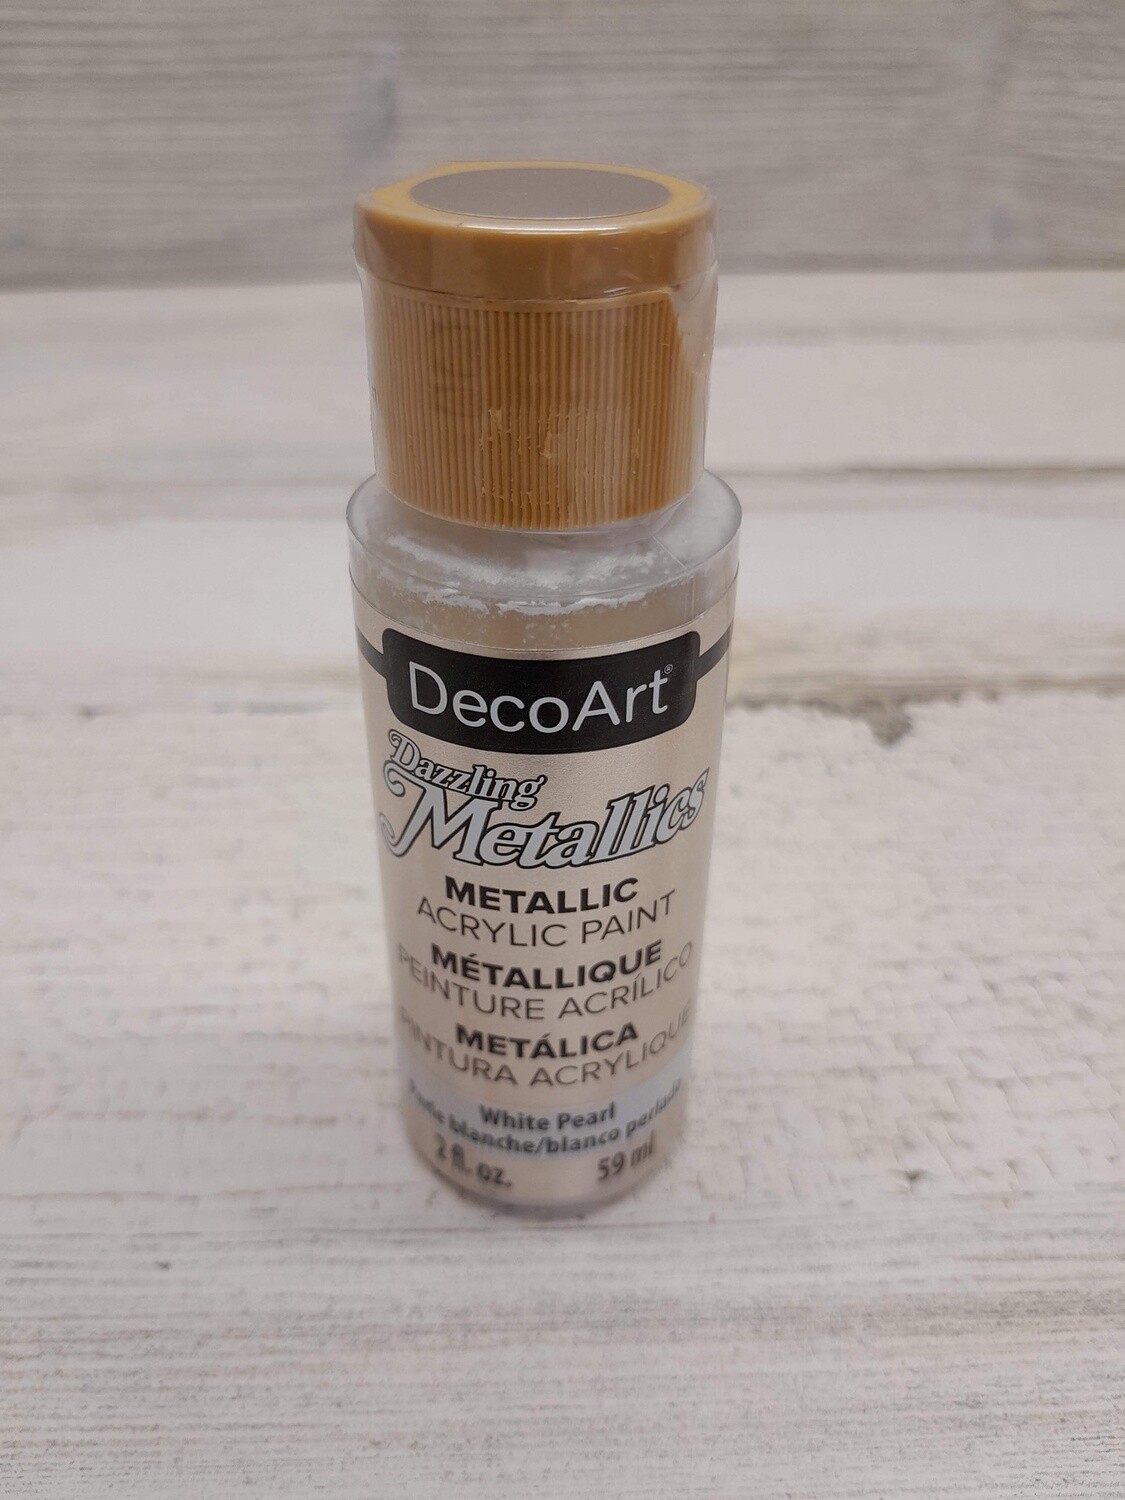 DecoArt®
Dazzling
Metallics
METALLIC
ACRYLIC PAINT
MÉTALLIQUE
PEINTURE ACRÍLICO
METÁLICA
PINTURA ACRYLIQUE
White Pearl
blanche/blanco perlado
2 fl. oz. 59 ml